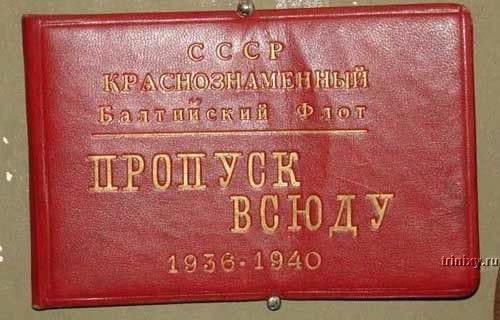 СССР
КРАСНОЗНАМЕННЫЙ
Балтийский Флот
ПРОПУСК
ВСЮДУ
1936-1940
trinixy.ru